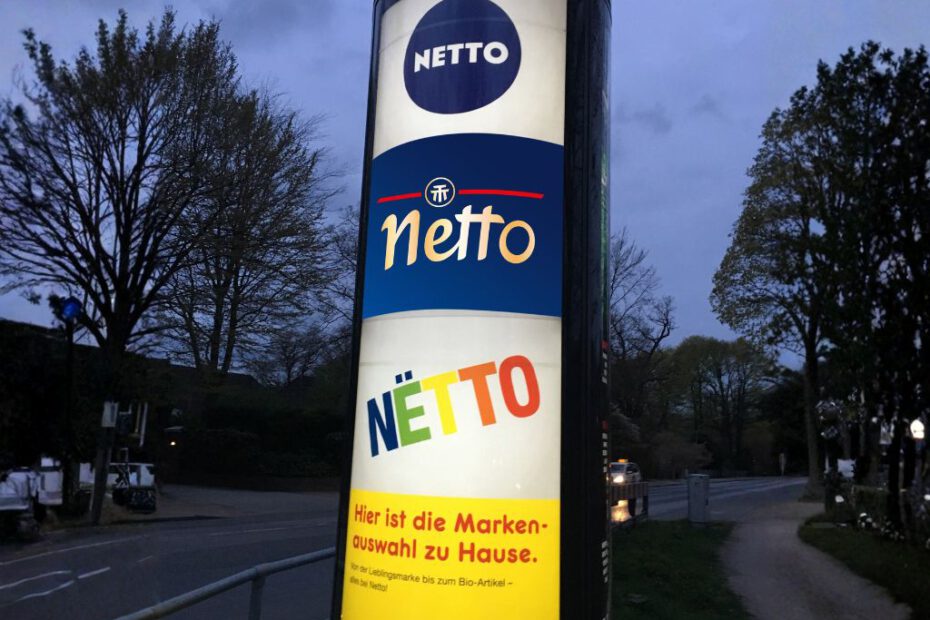 NETTO
Netto
NËTTO
Hier ist die Marken-
auswahl zu Hause.
Von der Lieblingsmarke bis zum Bio-Artikel –
alles bei Netto!